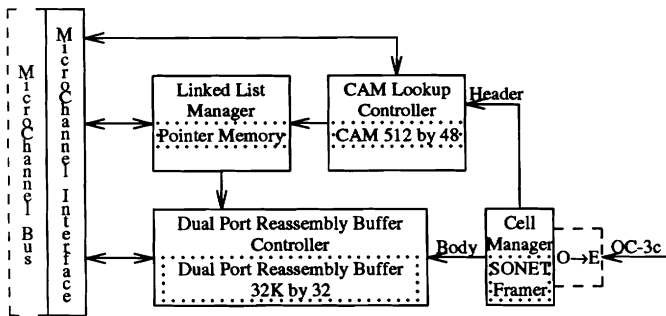 MicroChannel Bus
MicroChannel Interface
Linked List
Manager
Pointer Memory
CAM Lookup
Controller
CAM 512 by 48
Header
Dual Port Reassembly Buffer
Controller
Dual Port Reassembly Buffer
32K by 32
Body
Cell
Manager
SONET
Framer
O→E
OC-3c